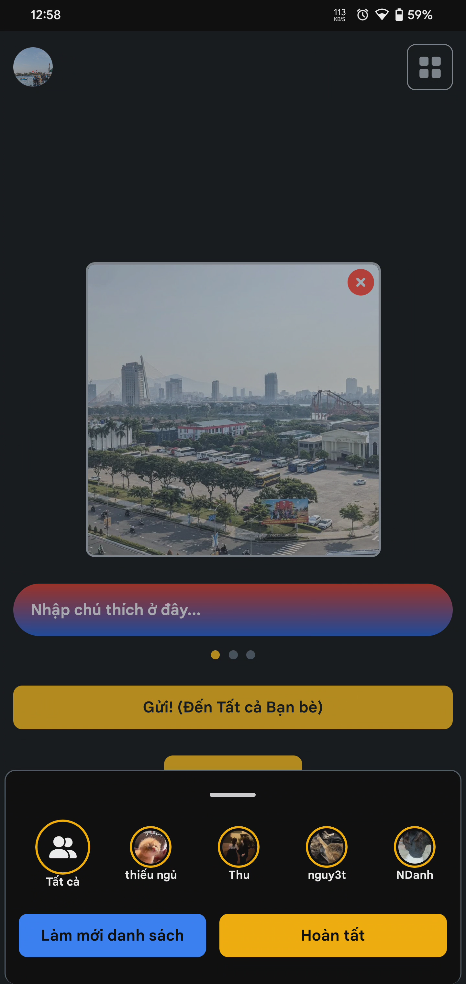 12:58
113
KB/S
59%
Nhập chú thích ở đây...
Gửi! (Đến Tất cả Bạn bè)
Tất cả
thiếu ngủ
Thu
nguy3t
NDanh
Làm mới danh sách
Hoàn tất